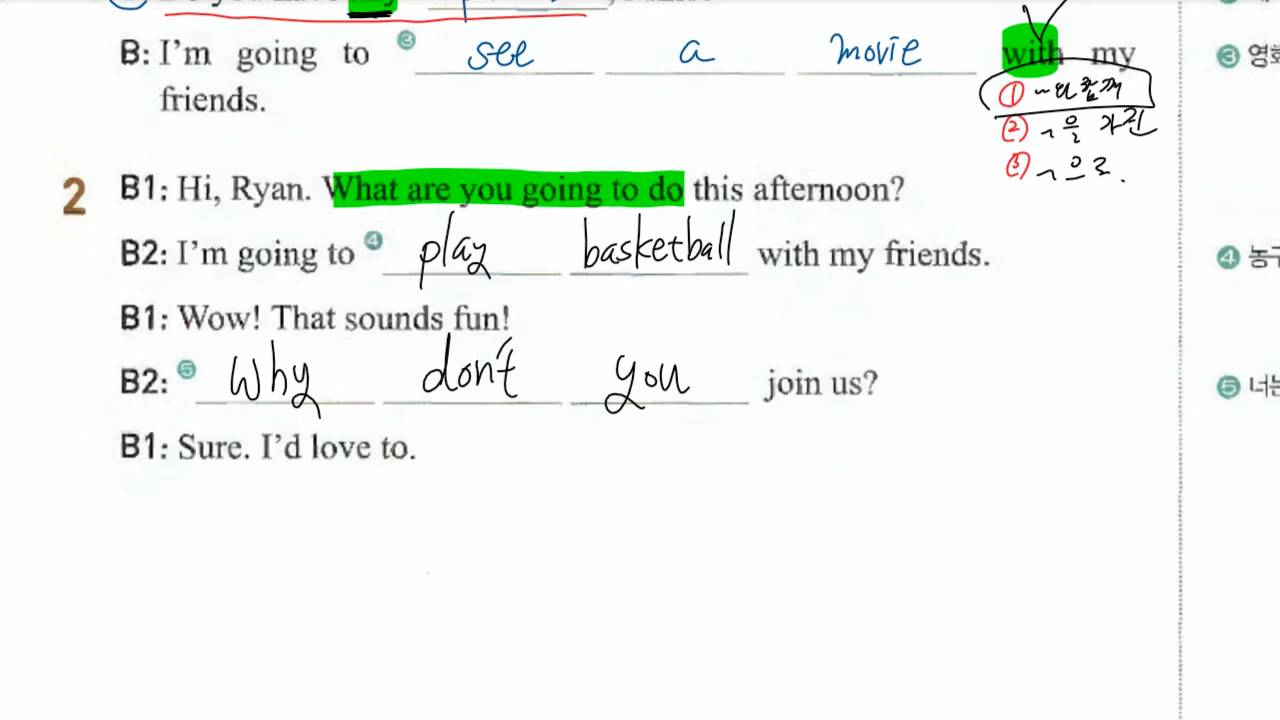 B: I'm going to ③ see a movie with my
friends.
① ~와 함께
② ~을 가진
③ ~으로.
③ 영화
2 B1: Hi, Ryan. What are you going to do this afternoon?
B2: I'm going to ④ play basketball with my friends.
④ 농구
B1: Wow! That sounds fun!
B2: ⑤ Why don't you join us?
⑤ 너는
B1: Sure. I'd love to.